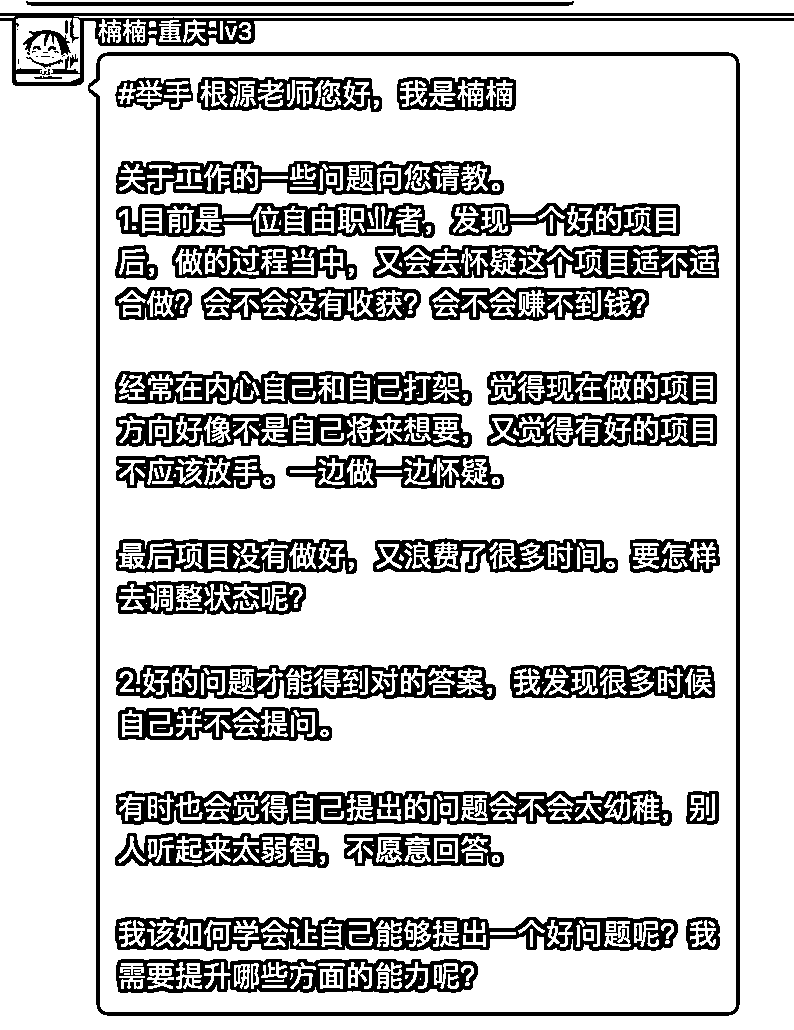 楠楠-重庆-lv3
#举手 根源老师您好，我是楠楠
关于工作的一些问题向您请教。
1.目前是一位自由职业者，发现一个好的项目
后，做的过程当中，又会去怀疑这个项目适不适
合做？会不会没有收获？会不会赚不到钱？
经常在内心自己和自己打架，觉得现在做的项目
方向好像不是自己将来想要，又觉得有好的项目
不应该放手。一边做一边怀疑。
最后项目没有做好，又浪费了很多时间。要怎样
去调整状态呢？
2.好的问题才能得到对的答案，我发现很多时候
自己并不会提问。
有时也会觉得自己提出的问题会不会太幼稚，别
人听起来太弱智，不愿意回答。
我该如何学会让自己能够提出一个好问题呢？我
需要提升哪些方面的能力呢？